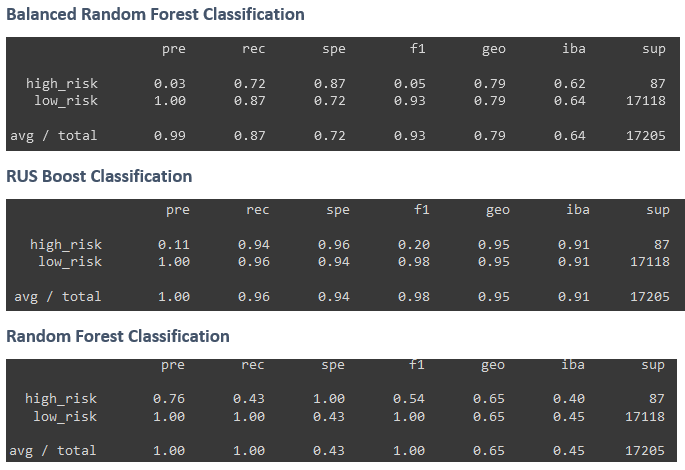 Balanced Random Forest Classification
pre rec spe f1 geo iba sup
high_risk 0.03 0.72 0.87 0.05 0.79 0.62 87
low_risk 1.00 0.87 0.72 0.93 0.79 0.64 17118
avg / total 0.99 0.87 0.72 0.93 0.79 0.64 17205
RUS Boost Classification
pre rec spe f1 geo iba sup
high_risk 0.11 0.94 0.96 0.20 0.95 0.91 87
low_risk 1.00 0.96 0.94 0.98 0.95 0.91 17118
avg / total 1.00 0.96 0.94 0.98 0.95 0.91 17205
Random Forest Classification
pre rec spe f1 geo iba sup
high_risk 0.76 0.43 1.00 0.54 0.65 0.40 87
low_risk 1.00 1.00 0.43 1.00 0.65 0.45 17118
avg / total 1.00 1.00 0.43 1.00 0.65 0.45 17205